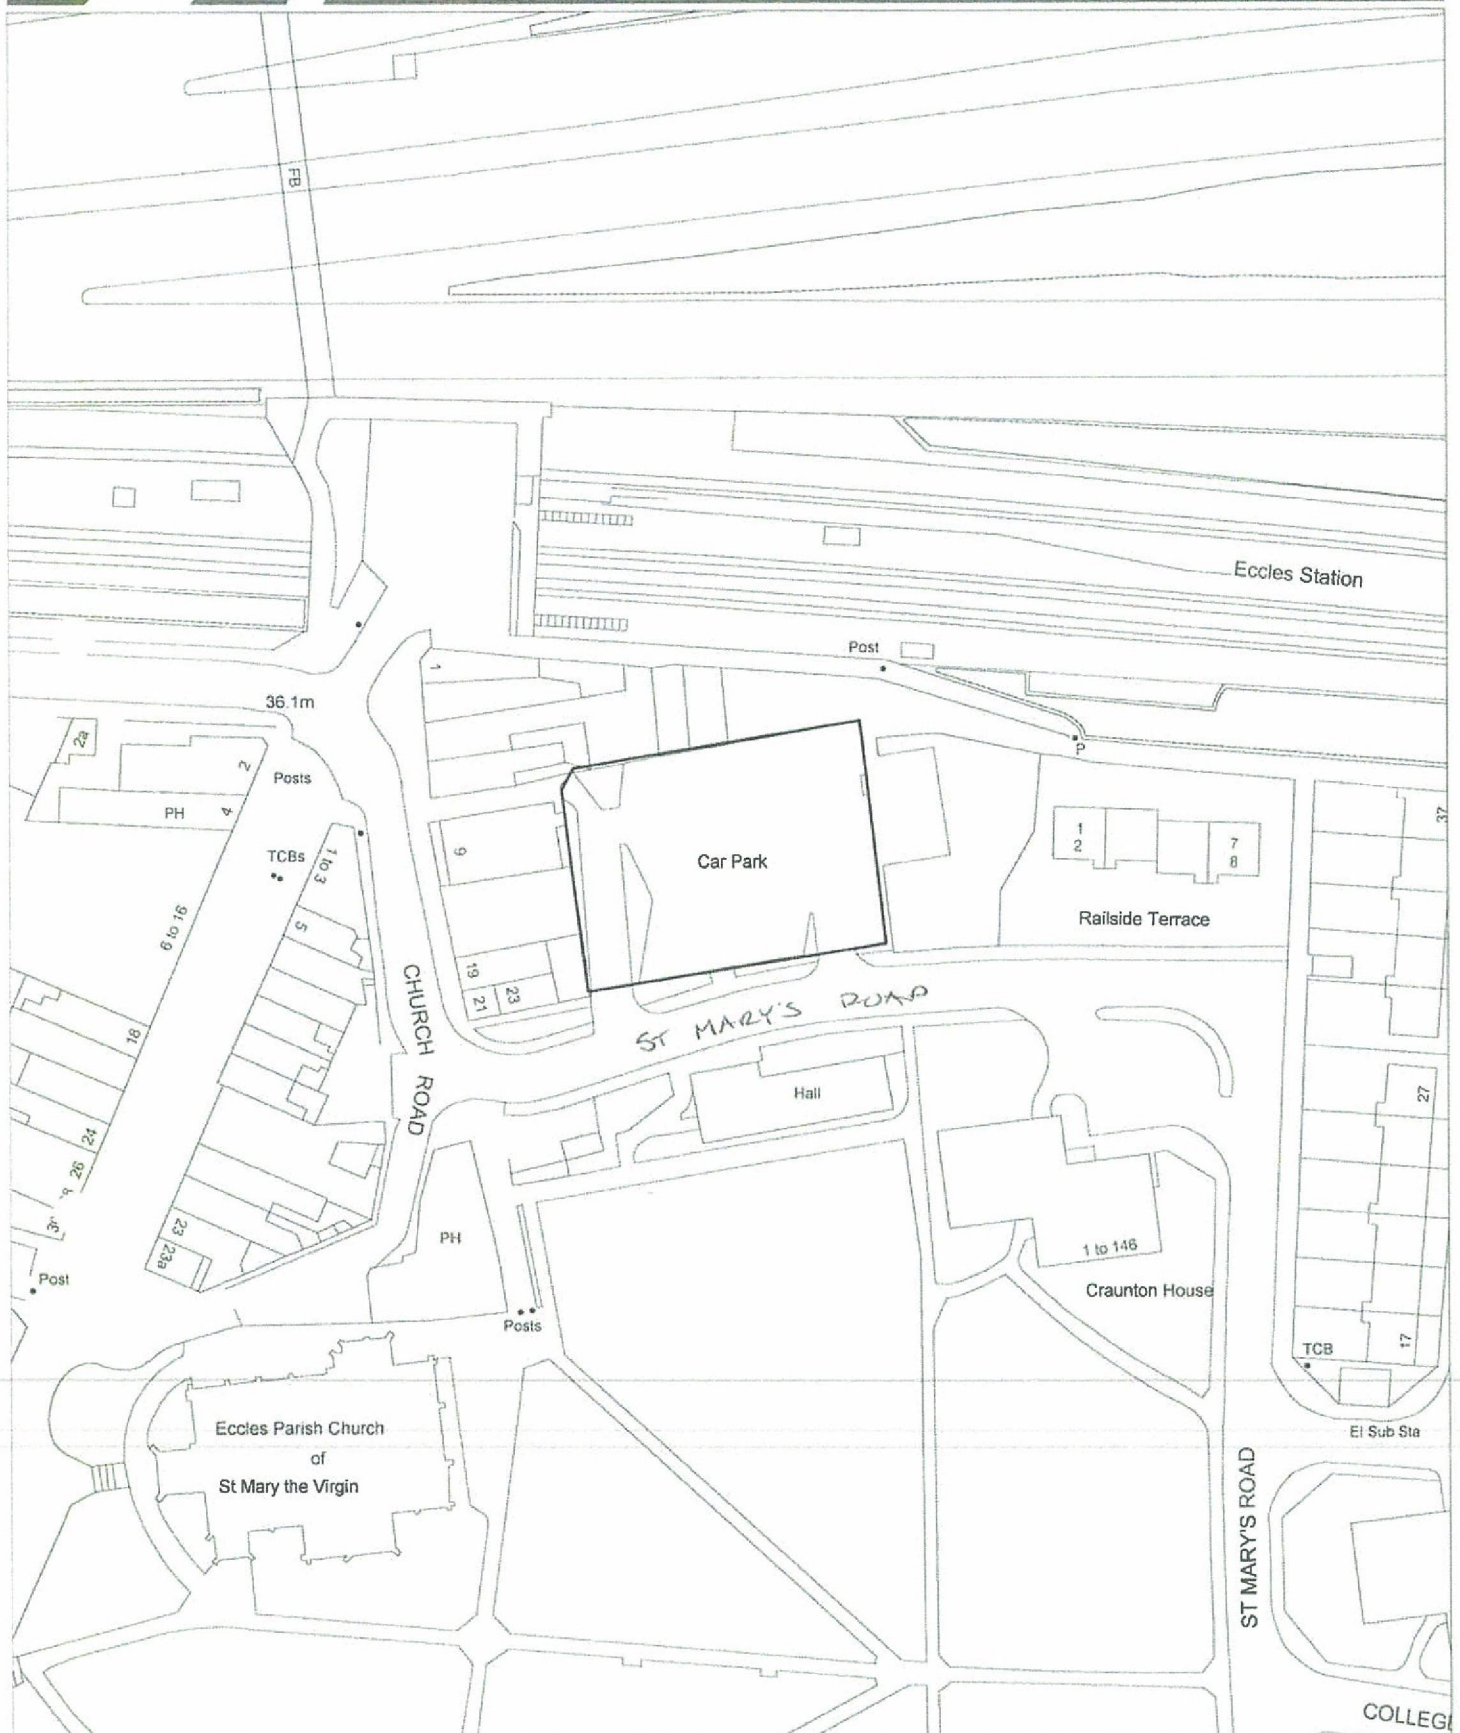 FB
Eccles Station
Post
1
36.1m
2a
2
Posts
P
PH
4
TCBs
1 to 3
9
Car Park
1
2
7
8
37
Railside Terrace
6 to 16
5
CHURCH ROAD
19
21
23
ST MARY'S ROAD
18
Hall
27
24
26
23
23a
PH
1 to 146
Craunton House
Post
Posts
TCB
17
El Sub Sta
Eccles Parish Church
of
St Mary the Virgin
ST MARY'S ROAD